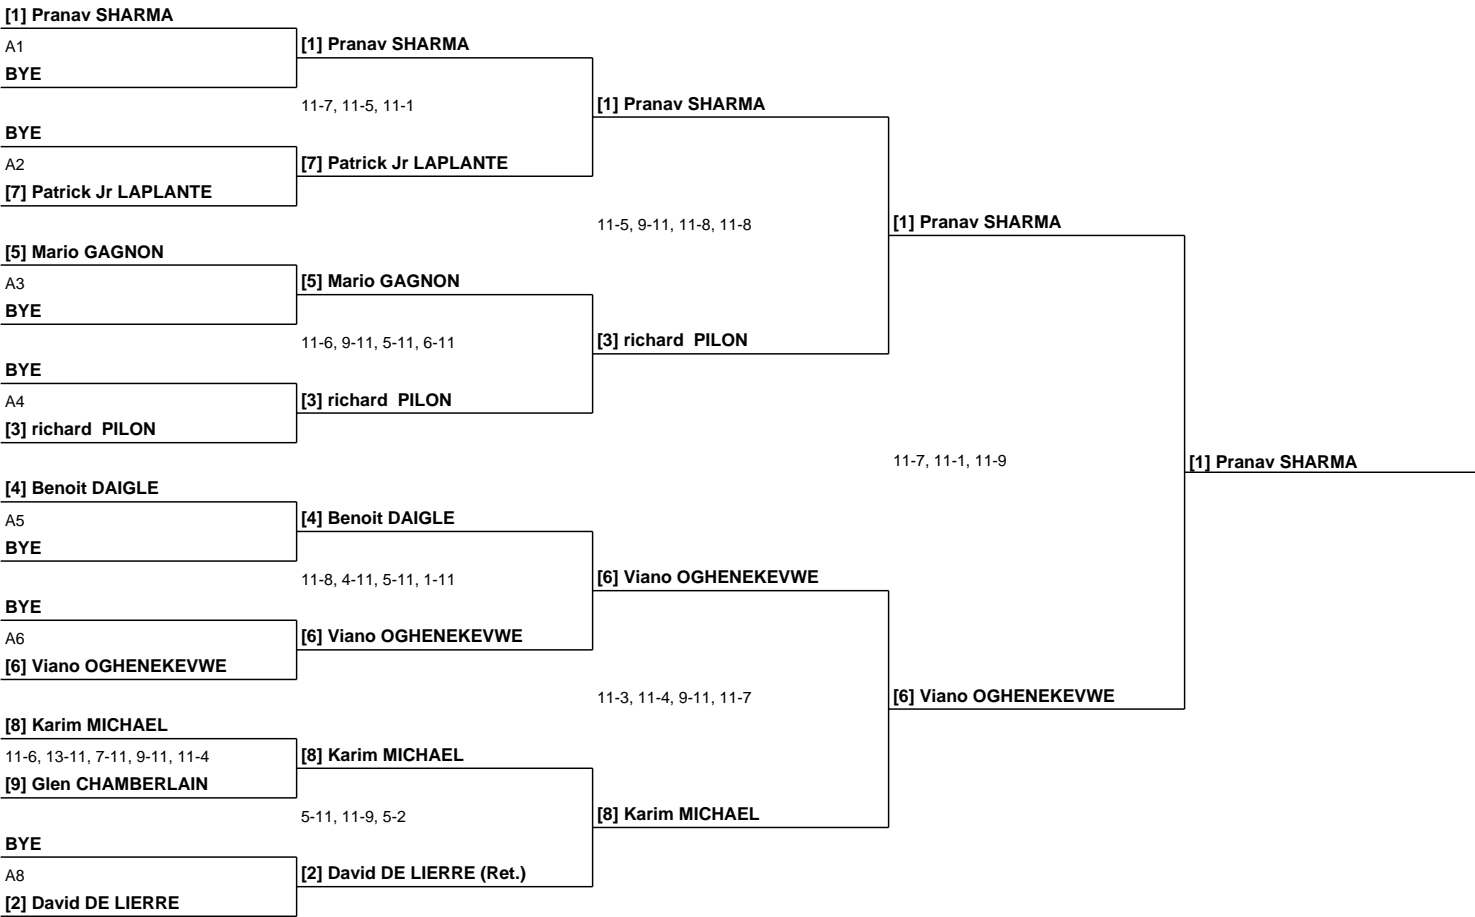 [1] Pranav SHARMA
A1
BYE
BYE
A2
[7] Patrick Jr LAPLANTE
[5] Mario GAGNON
A3
BYE
BYE
A4
[3] richard  PILON
[4] Benoit DAIGLE
A5
BYE
BYE
A6
[6] Viano OGHENEKEVWE
[8] Karim MICHAEL
11-6, 13-11, 7-11, 9-11, 11-4
[9] Glen CHAMBERLAIN
BYE
A8
[2] David DE LIERRE
[1] Pranav SHARMA
11-7, 11-5, 11-1
[7] Patrick Jr LAPLANTE
[5] Mario GAGNON
11-6, 9-11, 5-11, 6-11
[3] richard  PILON
[4] Benoit DAIGLE
11-8, 4-11, 5-11, 1-11
[6] Viano OGHENEKEVWE
[8] Karim MICHAEL
5-11, 11-9, 5-2
[2] David DE LIERRE (Ret.)
[1] Pranav SHARMA
11-5, 9-11, 11-8, 11-8
[3] richard  PILON
[6] Viano OGHENEKEVWE
11-3, 11-4, 9-11, 11-7
[8] Karim MICHAEL
[1] Pranav SHARMA
11-7, 11-1, 11-9
[6] Viano OGHENEKEVWE
[1] Pranav SHARMA